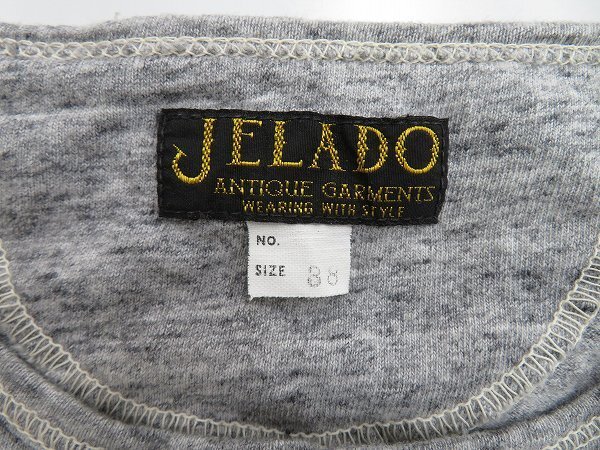 JELADO
ANTIQUE GARMENTS
WEARING WITH STYLE
NO.
SIZE 38